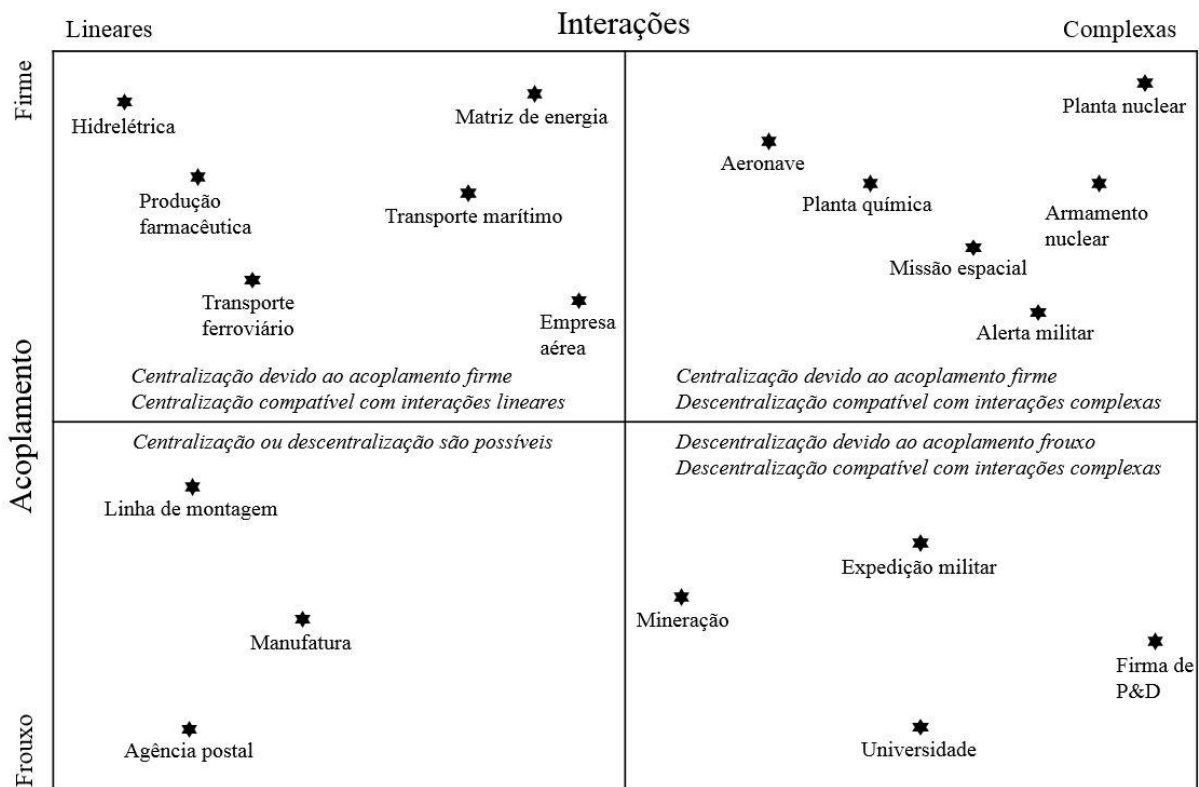 Lineares
Interações
Complexas
Firme
Acoplamento
Frouxo
Hidrelétrica
Matriz de energia
Produção
farmacêutica
Transporte marítimo
Transporte
ferroviário
Empresa
aérea
Centralização devido ao acoplamento firme
Centralização compatível com interações lineares
Planta nuclear
Aeronave
Planta química
Armamento
nuclear
Missão espacial
Alerta militar
Centralização devido ao acoplamento firme
Descentralização compatível com interações complexas
Centralização ou descentralização são possíveis
Linha de montagem
Manufatura
Agência postal
Descentralização devido ao acoplamento frouxo
Descentralização compatível com interações complexas
Expedição militar
Mineração
Firma de
P&D
Universidade